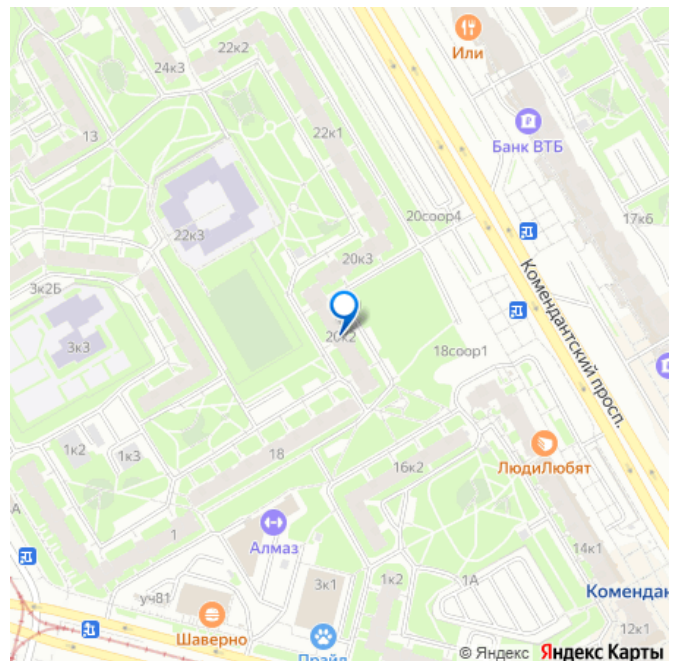 Или
22к2
24к3
Банк ВТБ
22к1
13
17к6
20соор4
22к3
20к3
Комендантский просп.
3к2Б
20к2
18соор1
3к3
1к2
1к3
18
16к2
ЛюдиЛюбят
А
1
Алмаз
14к1
3к1
1к2
1А
Комендан
уч81
12к1
Шаверно
Прайд
© Яндекс Яндекс Карты